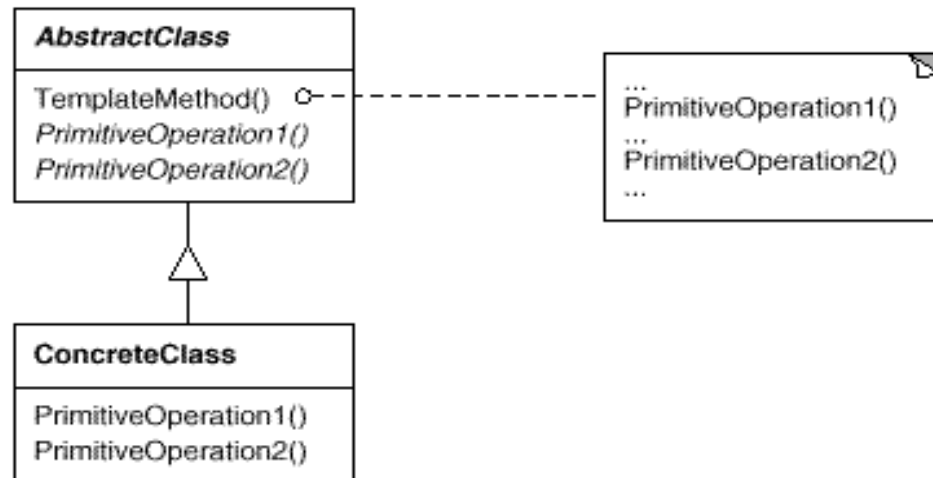 AbstractClass
TemplateMethod()
PrimitiveOperation1()
PrimitiveOperation2()
...
PrimitiveOperation1()
...
PrimitiveOperation2()
...
ConcreteClass
PrimitiveOperation1()
PrimitiveOperation2()